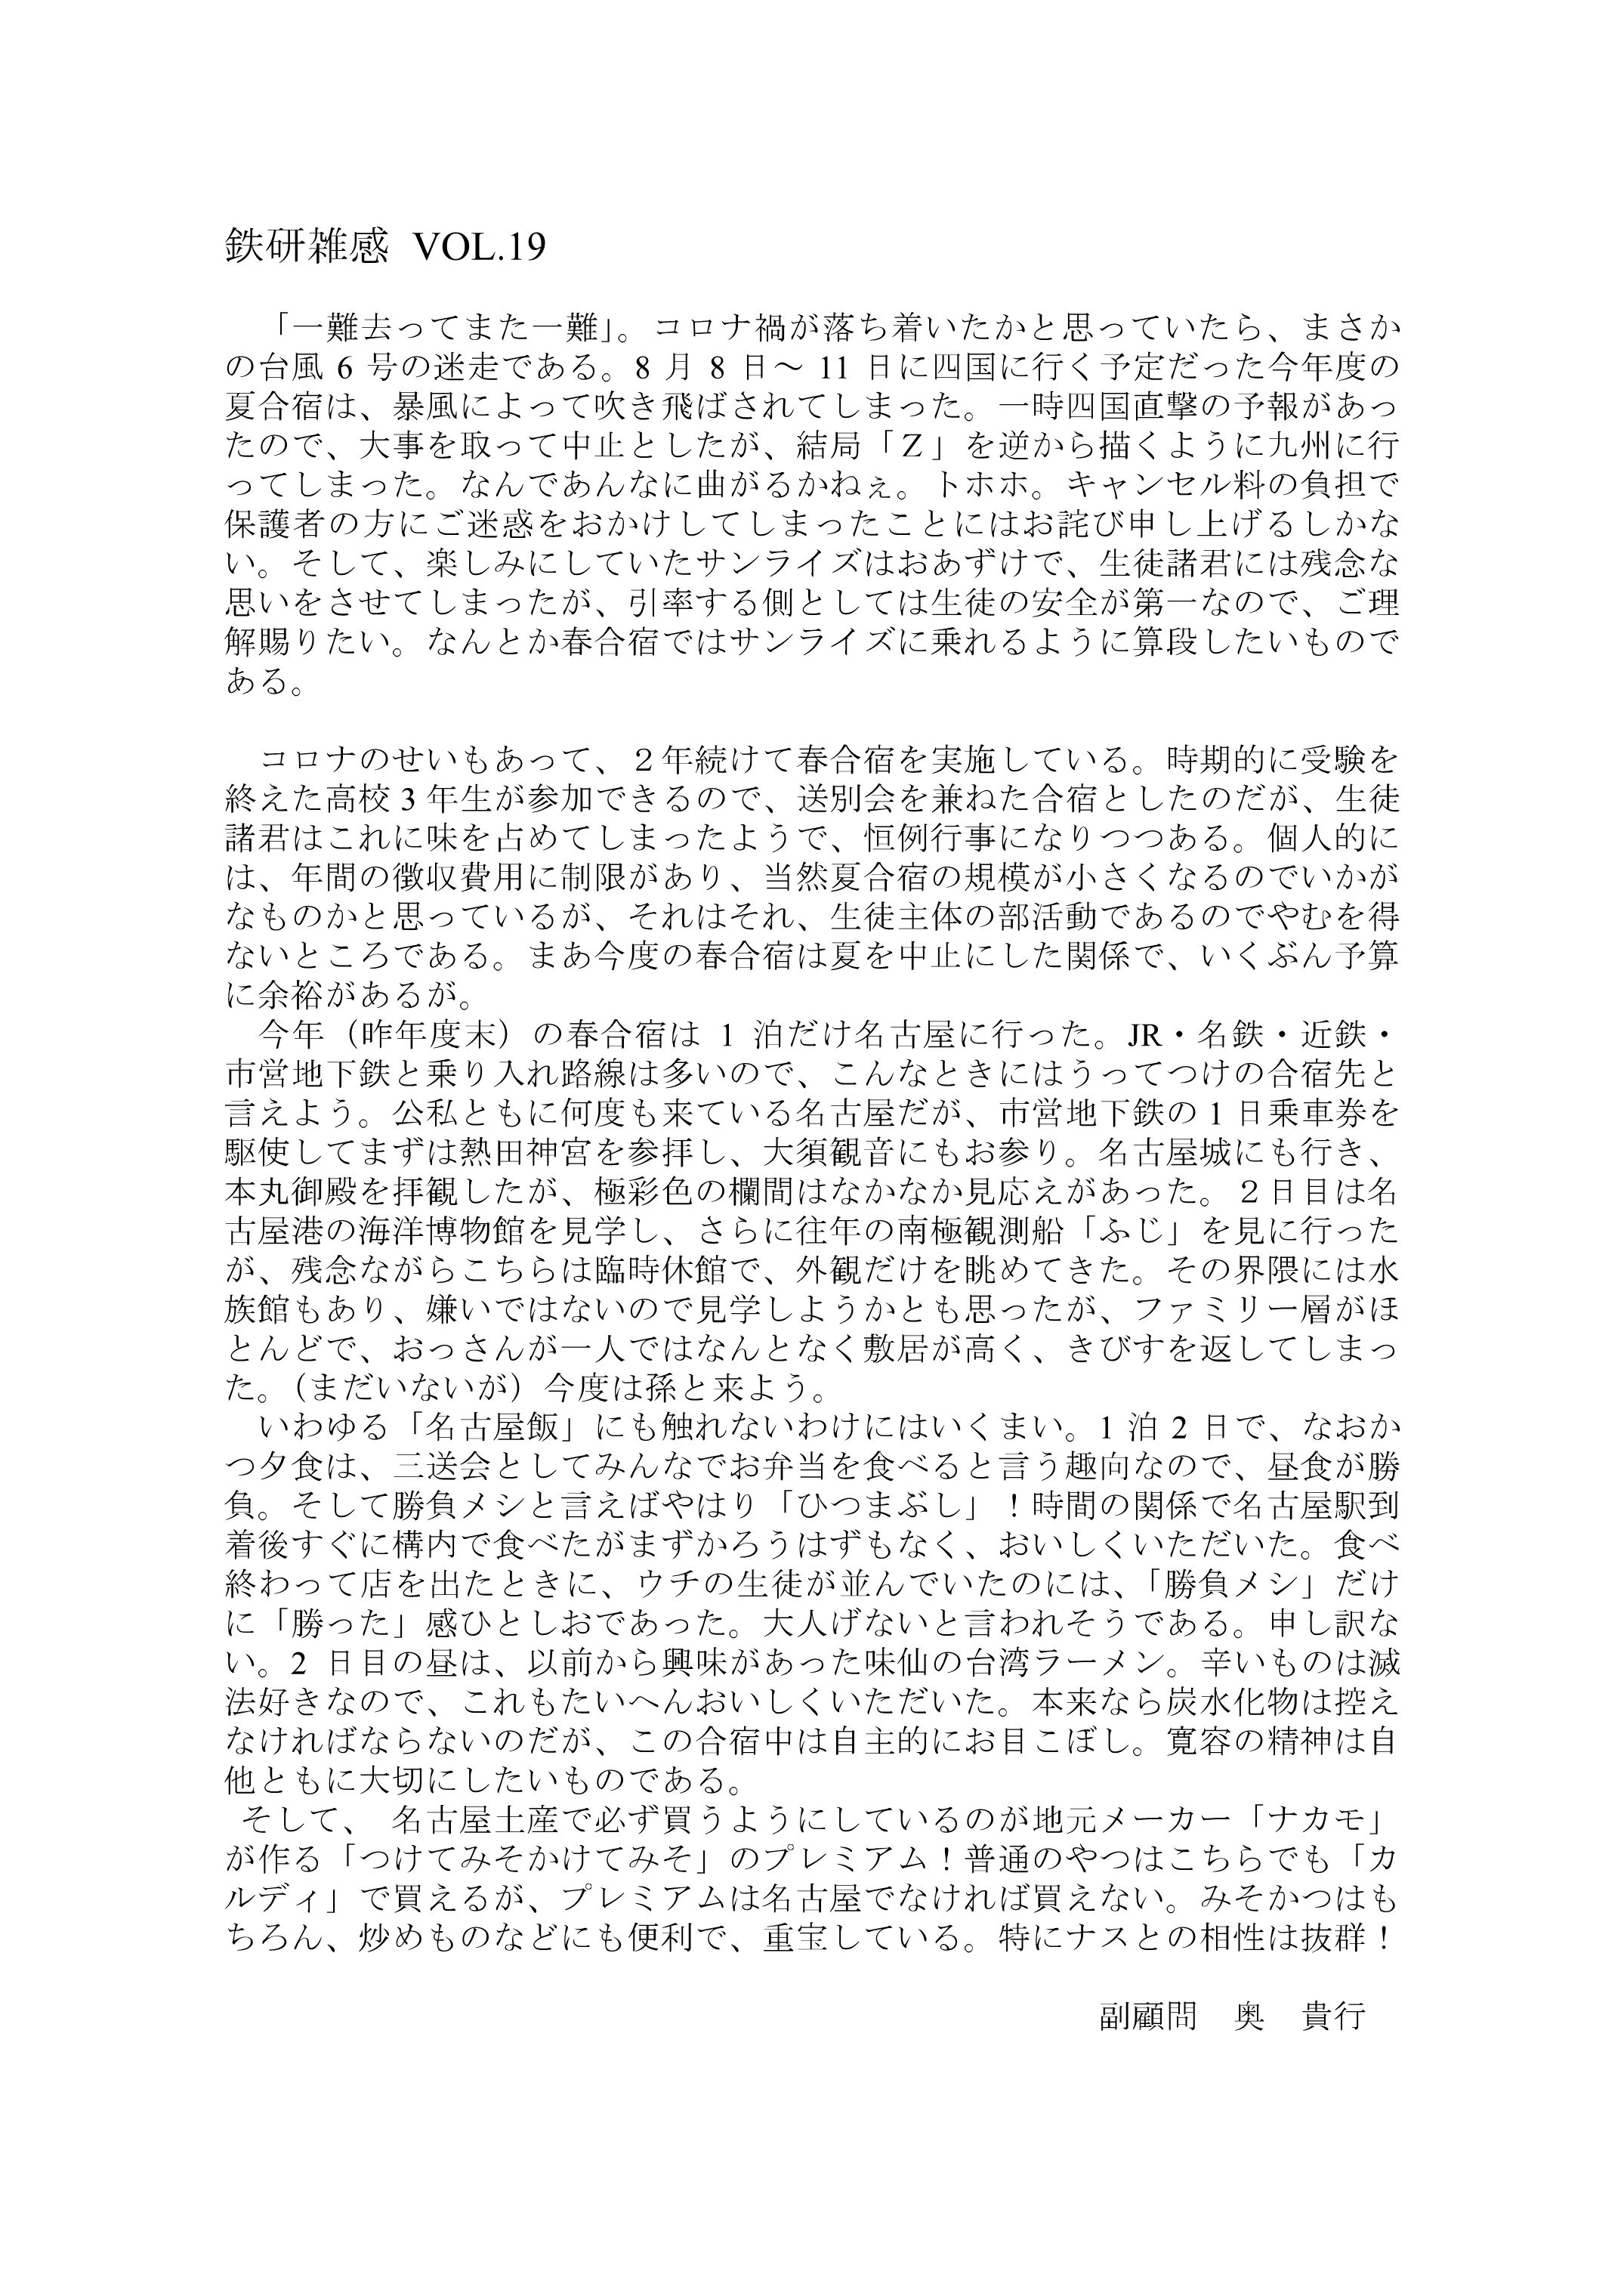 鉄研雑感 VOL.19
「一難去ってまた一難」。コロナ禍が落ち着いたかと思っていたら、まさか
の台風 6 号の迷走である。8 月 8 日～ 11 日に四国に行く予定だった今年度の
夏合宿は、暴風によって吹き飛ばされてしまった。一時四国直撃の予報があっ
たので、大事を取って中止としたが、結局「Ｚ」を逆から描くように九州に行
ってしまった。なんであんなに曲がるかねぇ。トホホ。キャンセル料の負担で
保護者の方にご迷惑をおかけしてしまったことにはお詫び申し上げるしかな
い。そして、楽しみにしていたサンライズはおあずけで、生徒諸君には残念な
思いをさせてしまったが、引率する側としては生徒の安全が第一なので、ご理
解賜りたい。なんとか春合宿ではサンライズに乗れるように算段したいもので
ある。
コロナのせいもあって、２年続けて春合宿を実施している。時期的に受験を
終えた高校 3 年生が参加できるので、送別会を兼ねた合宿としたのだが、生徒
諸君はこれに味を占めてしまったようで、恒例行事になりつつある。個人的に
は、年間の徴収費用に制限があり、当然夏合宿の規模が小さくなるのでいかが
なものかと思っているが、それはそれ、生徒主体の部活動であるのでやむを得
ないところである。まあ今度の春合宿は夏を中止にした関係で、いくぶん予算
に余裕があるが。
今年（昨年度末）の春合宿は 1 泊だけ名古屋に行った。JR・名鉄・近鉄・
市営地下鉄と乗り入れ路線は多いので、こんなときにはうってつけの合宿先と
言えよう。公私ともに何度も来ている名古屋だが、市営地下鉄の 1 日乗車券を
駆使してまずは熱田神宮を参拝し、大須観音にもお参り。名古屋城にも行き、
本丸御殿を拝観したが、極彩色の欄間はなかなか見応えがあった。２日目は名
古屋港の海洋博物館を見学し、さらに往年の南極観測船「ふじ」を見に行った
が、残念ながらこちらは臨時休館で、外観だけを眺めてきた。その界隈には水
族館もあり、嫌いではないので見学しようかとも思ったが、ファミリー層がほ
とんどで、おっさんが一人ではなんとなく敷居が高く、きびすを返してしまっ
た。（まだいないが）今度は孫と来よう。
いわゆる「名古屋飯」にも触れないわけにはいくまい。1 泊 2 日で、なおか
つ夕食は、三送会としてみんなでお弁当を食べると言う趣向なので、昼食が勝
負。そして勝負メシと言えばやはり「ひつまぶし」！時間の関係で名古屋駅到
着後すぐに構内で食べたがまずかろうはずもなく、おいしくいただいた。食べ
終わって店を出たときに、ウチの生徒が並んでいたのには、「勝負メシ」だけ
に「勝った」感ひとしおであった。大人げないと言われそうである。申し訳な
い。2 日目の昼は、以前から興味があった味仙の台湾ラーメン。辛いものは滅
法好きなので、これもたいへんおいしくいただいた。本来なら炭水化物は控え
なければならないのだが、この合宿中は自主的にお目こぼし。寛容の精神は自
他ともに大切にしたいものである。
そして、 名古屋土産で必ず買うようにしているのが地元メーカー「ナカモ」
が作る「つけてみそかけてみそ」のプレミアム！普通のやつはこちらでも「カ
ルディ」で買えるが、プレミアムは名古屋でなければ買えない。みそかつはも
ちろん、炒めものなどにも便利で、重宝している。特にナスとの相性は抜群！
副顧問　奥　貴行